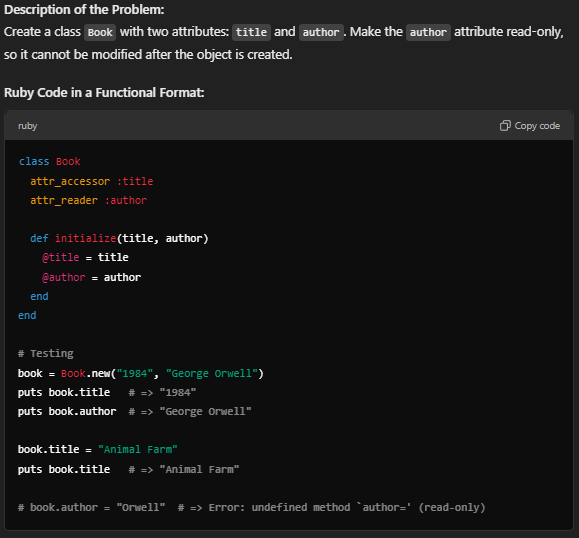 Description of the Problem:
Create a class Book with two attributes: title and author. Make the author attribute read-only,
so it cannot be modified after the object is created.
Ruby Code in a Functional Format:
ruby
Copy code
class Book
  attr_accessor :title
  attr_reader :author

  def initialize(title, author)
    @title = title
    @author = author
  end
end

# Testing
book = Book.new("1984", "George Orwell")
puts book.title   # => "1984"
puts book.author  # => "George Orwell"

book.title = "Animal Farm"
puts book.title   # => "Animal Farm"

# book.author = "Orwell"  # => Error: undefined method `author=' (read-only)